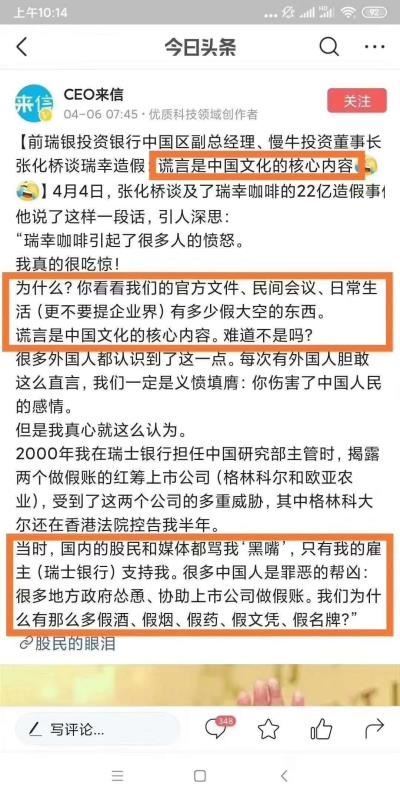 上午10:14
92
今日头条
来信
CEO来信
04-06 07:45 · 优质科技领域创作者
关注
【前瑞银投资银行中国区副总经理、慢牛投资董事长
张化桥谈瑞幸造假：谎言是中国文化的核心内容
】4月4日，张化桥谈及了瑞幸咖啡的22亿造假事
他说了这样一段话，引人深思：
“瑞幸咖啡引起了很多人的愤怒。
我真的很吃惊！
为什么？你看看我们的官方文件、民间会议、日常生
活（更不要提企业界）有多少假大空的东西。
谎言是中国文化的核心内容。难道不是吗？
很多外国人都认识到了这一点。每次有外国人胆敢
这么直言，我们一定是义愤填膺：你伤害了中国人民
的感情。
但是我真心就这么认为。
2000年我在瑞士银行担任中国研究部主管时，揭露
两个做假账的红筹上市公司（格林科尔和欧亚农
业），受到了这两个公司的多重威胁，其中格林科大
尔还在香港法院控告我半年。
当时，国内的股民和媒体都骂我‘黑嘴’，只有我的雇
主（瑞士银行）支持我。很多中国人是罪恶的帮凶：
很多地方政府怂恿、协助上市公司做假账。我们为什
么有那么多假酒、假烟、假药、假文凭、假名牌？”
股民的眼泪
写评论...
348